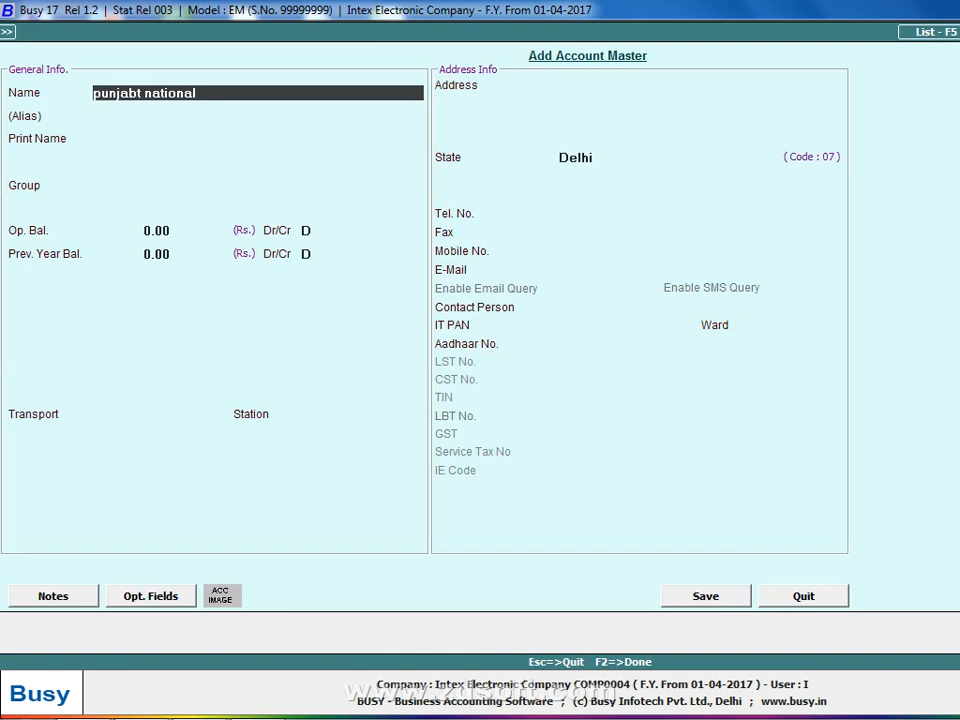 Busy 17 Rel 1.2 | Stat Rel 003 | Model : EM (S.No. 99999999) | Intex Electronic Company - F.Y. From 01-04-2017
>> List - F5
Add Account Master
General Info.
Name punjabt national
(Alias)
Print Name
Group
Op. Bal. 0.00 (Rs.) Dr/Cr D
Prev. Year Bal. 0.00 (Rs.) Dr/Cr D
Transport Station
Address Info
Address
State Delhi ( Code : 07 )
Tel. No.
Fax
Mobile No.
E-Mail
Enable Email Query Enable SMS Query
Contact Person
IT PAN Ward
Aadhaar No.
LST No.
CST No.
TIN
LBT No.
GST
Service Tax No
IE Code
Notes Opt. Fields ACC IMAGE Save Quit
Esc=>Quit F2=>Done
Busy
Company : Intex Electronic Company COMP0004 ( F.Y. From 01-04-2017 ) - User : I
www.zdsoft.com
BUSY - Business Accounting Software ; (c) Busy Infotech Pvt. Ltd., Delhi ; www.busy.in